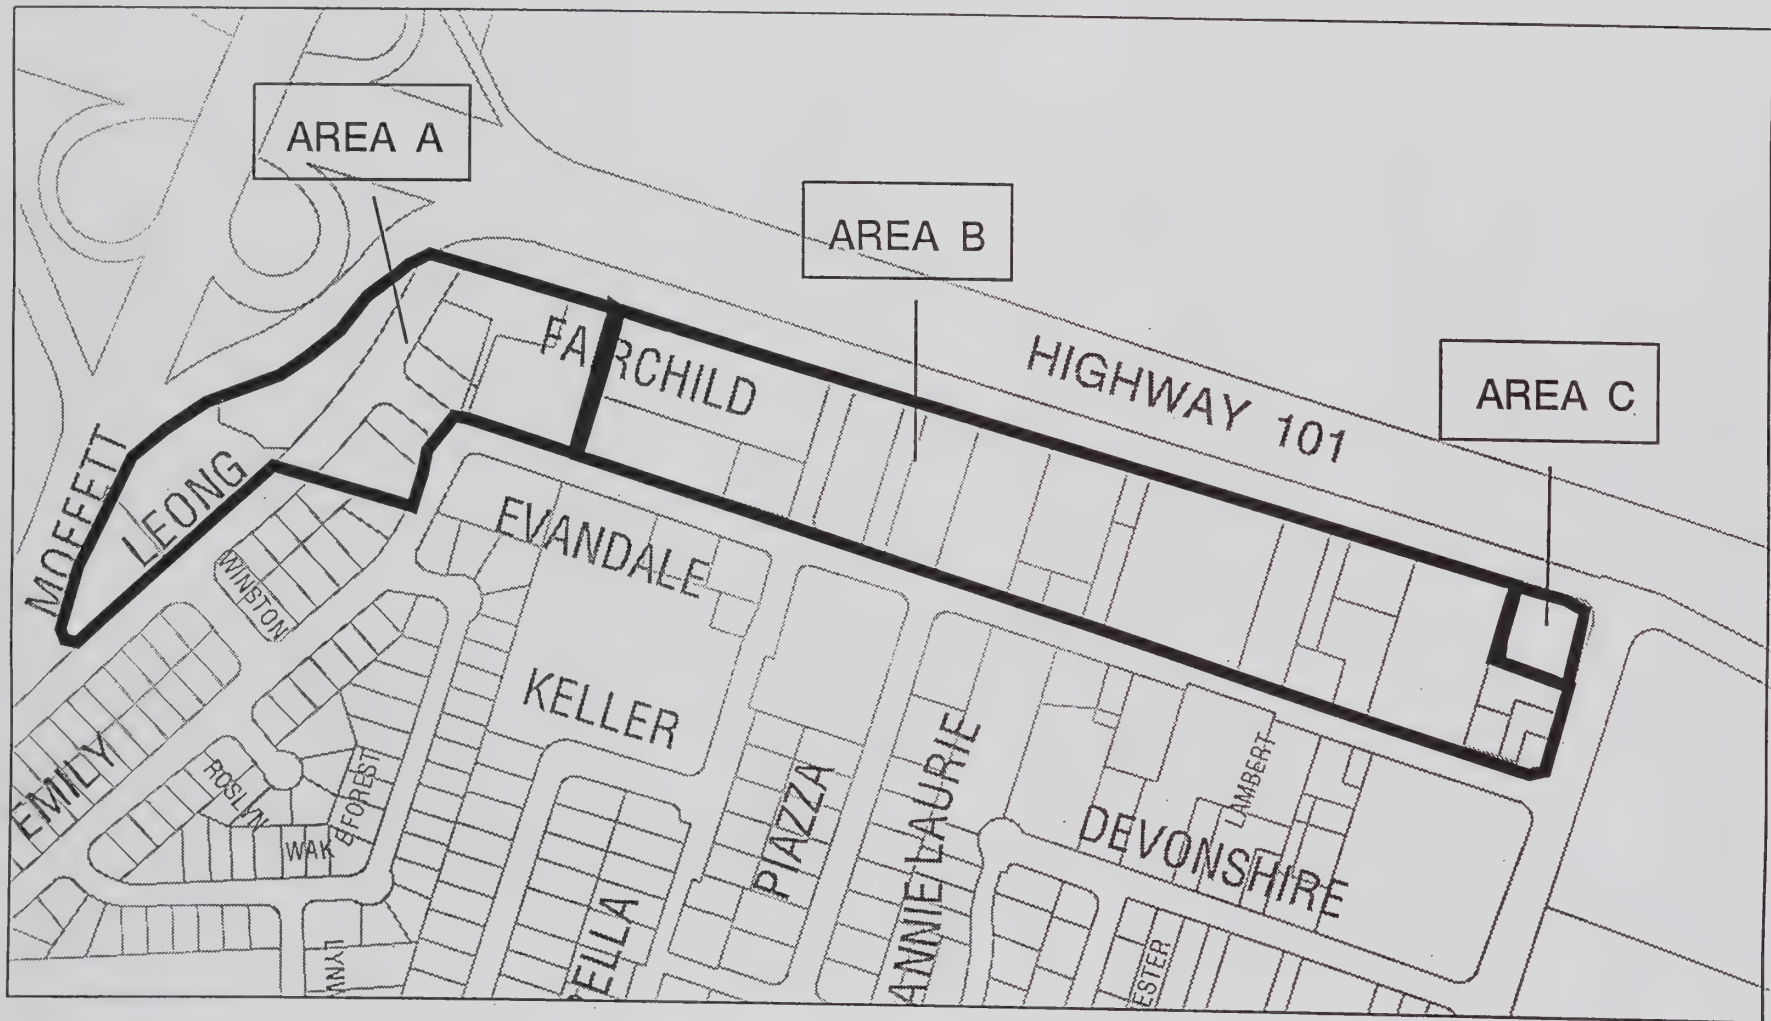 AREA A
AREA B
AREA C
HIGHWAY 101
FAIRCHILD
MOFFETT
LEONG
EVANDALE
WINSTON
KELLER
EMILY
ROSLYN
B FOREST
WAK
PIAZZA
ANNIE LAURIE
LAMBERT
DEVONSHIRE
ELLA
LYNN
ESTER